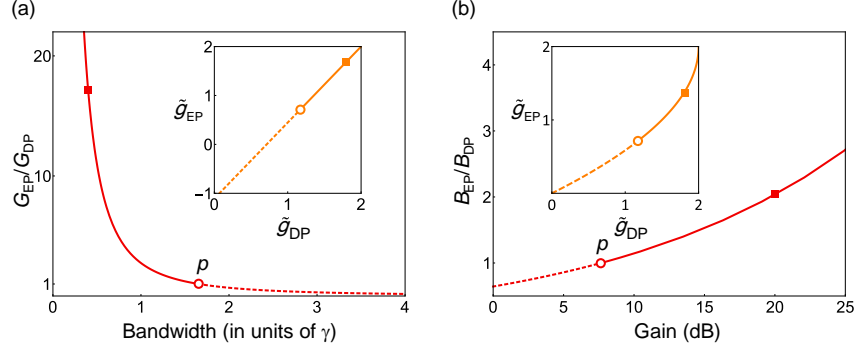 (a)
20
10
1
G_EP/G_DP
0 1 2 3 4
Bandwidth (in units of γ)
p
2
1
0
−1
g̃_EP
0 1 2
g̃_DP
(b)
4
3
2
1
B_EP/B_DP
0 5 10 15 20 25
Gain (dB)
p
2
1
g̃_EP
0 1 2
g̃_DP